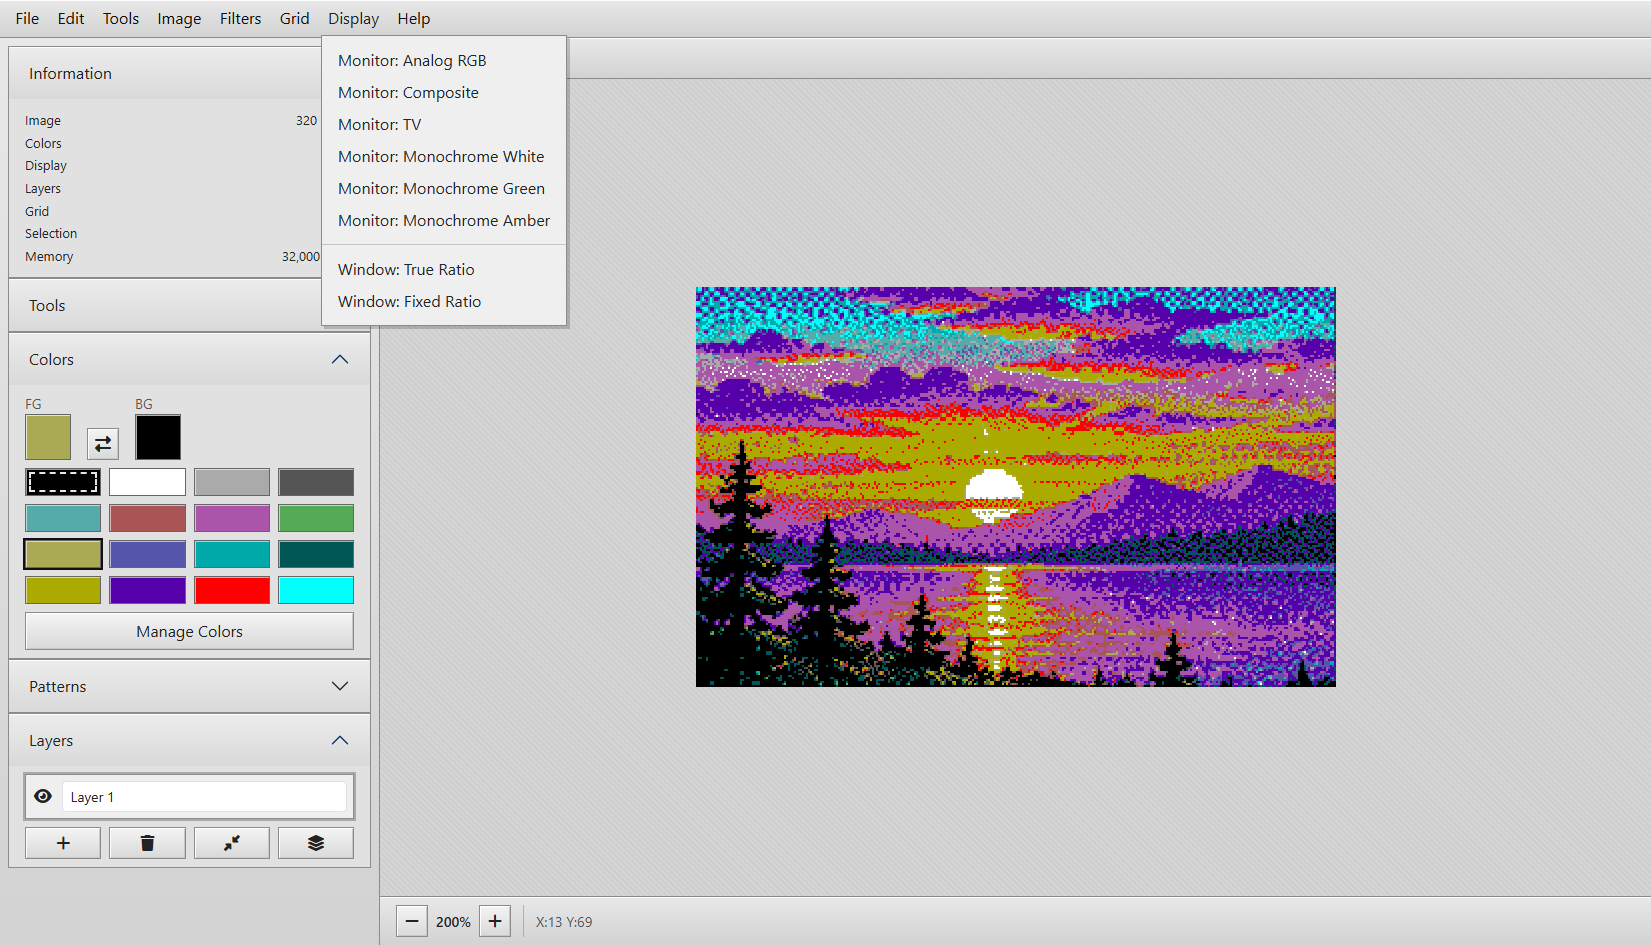 File Edit Tools Image Filters Grid Display Help
Information
Image 320
Colors
Display
Layers
Grid
Selection
Memory 32,000
Monitor: Analog RGB
Monitor: Composite
Monitor: TV
Monitor: Monochrome White
Monitor: Monochrome Green
Monitor: Monochrome Amber
Window: True Ratio
Window: Fixed Ratio
Tools
Colors
FG BG
Manage Colors
Patterns
Layers
Layer 1
200% X:13 Y:69